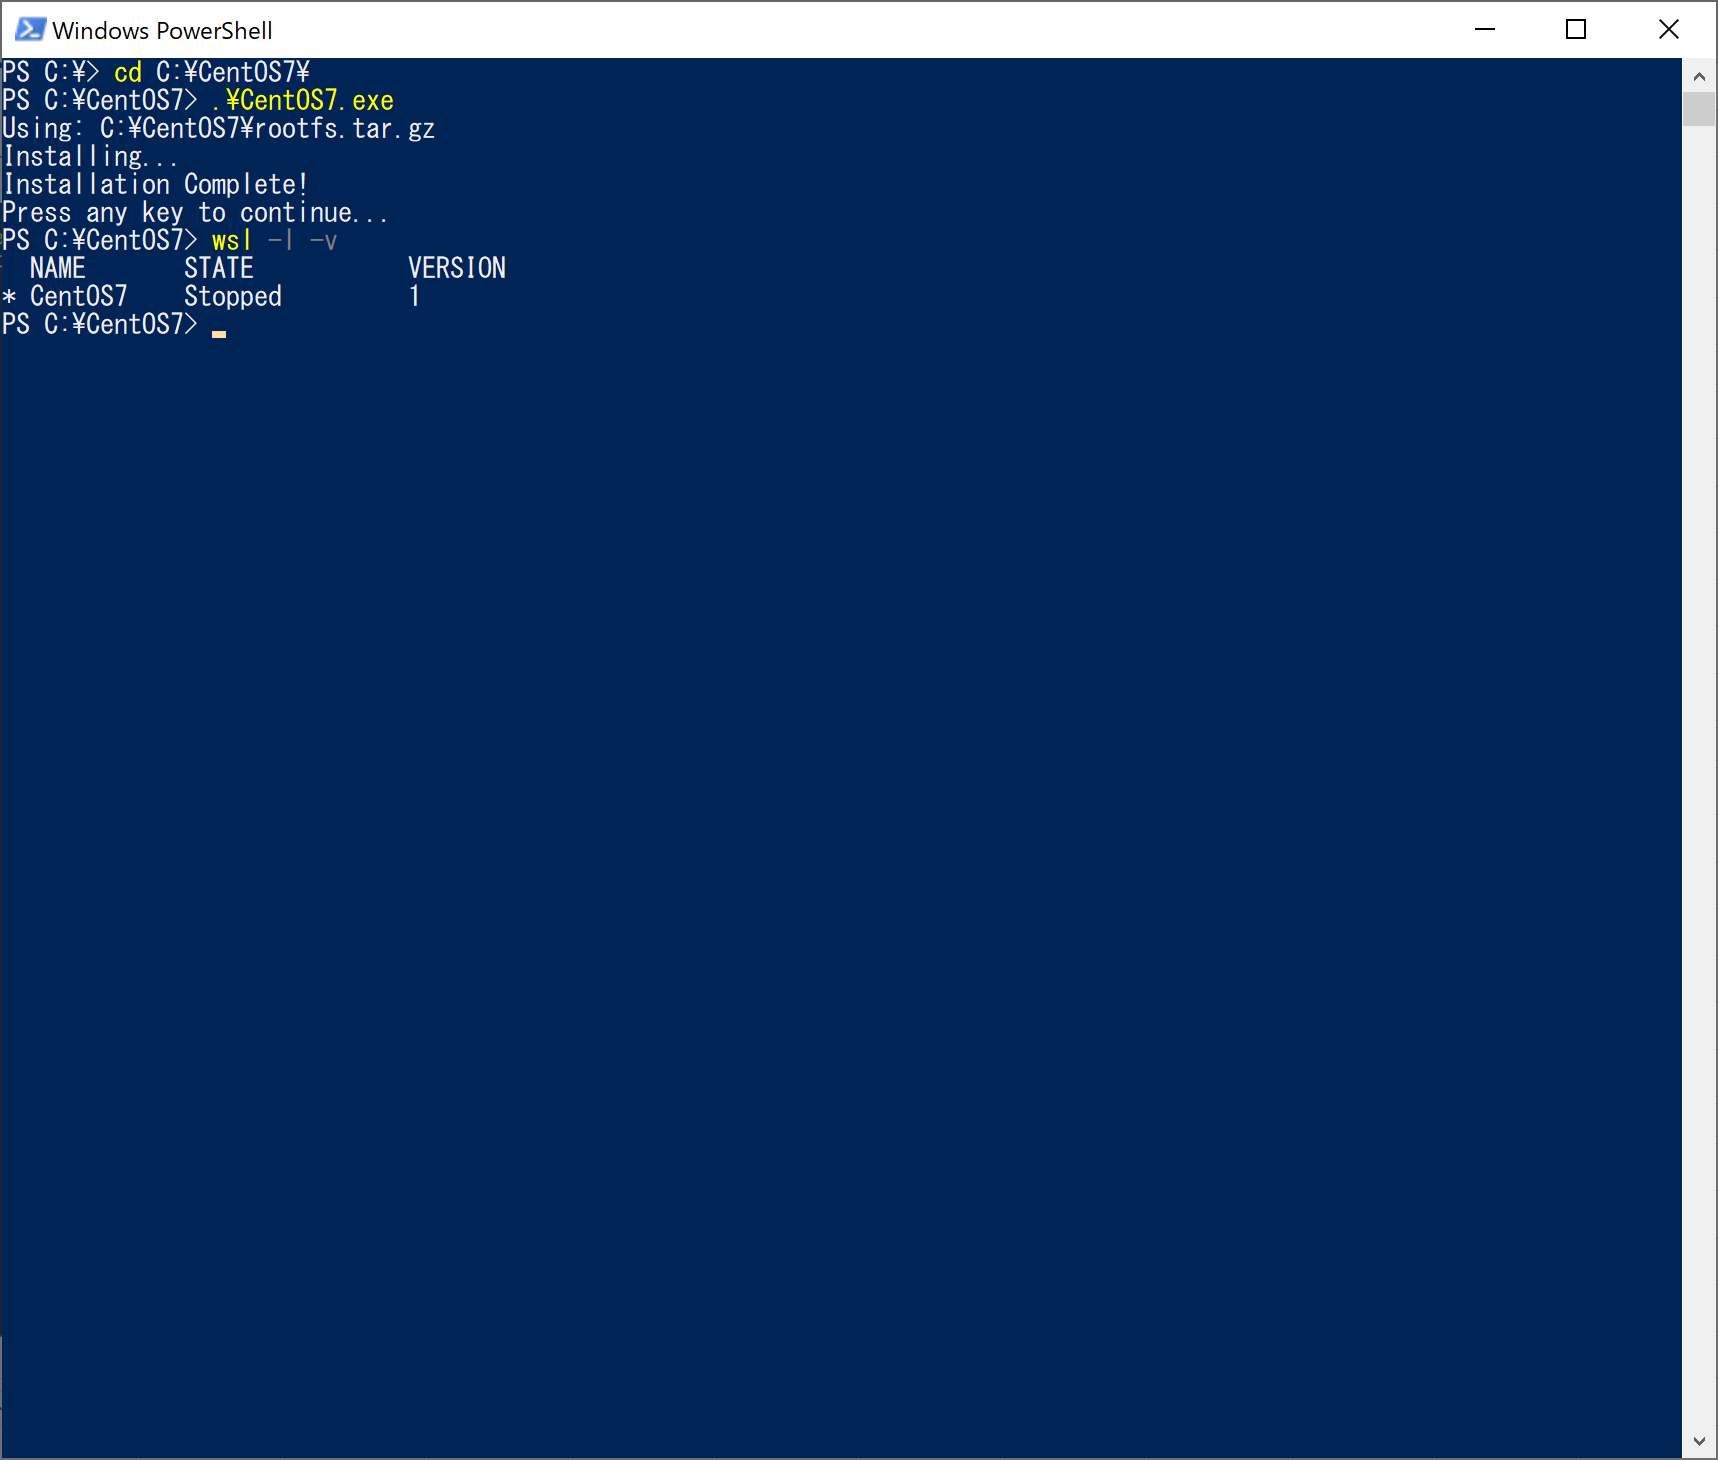 Windows PowerShell
PS C:¥> cd C:¥CentOS7¥
PS C:¥CentOS7> .¥CentOS7.exe
Using: C:¥CentOS7¥rootfs.tar.gz
Installing...
Installation Complete!
Press any key to continue...
PS C:¥CentOS7> wsl -l -v
  NAME       STATE           VERSION
* CentOS7    Stopped         1
PS C:¥CentOS7>